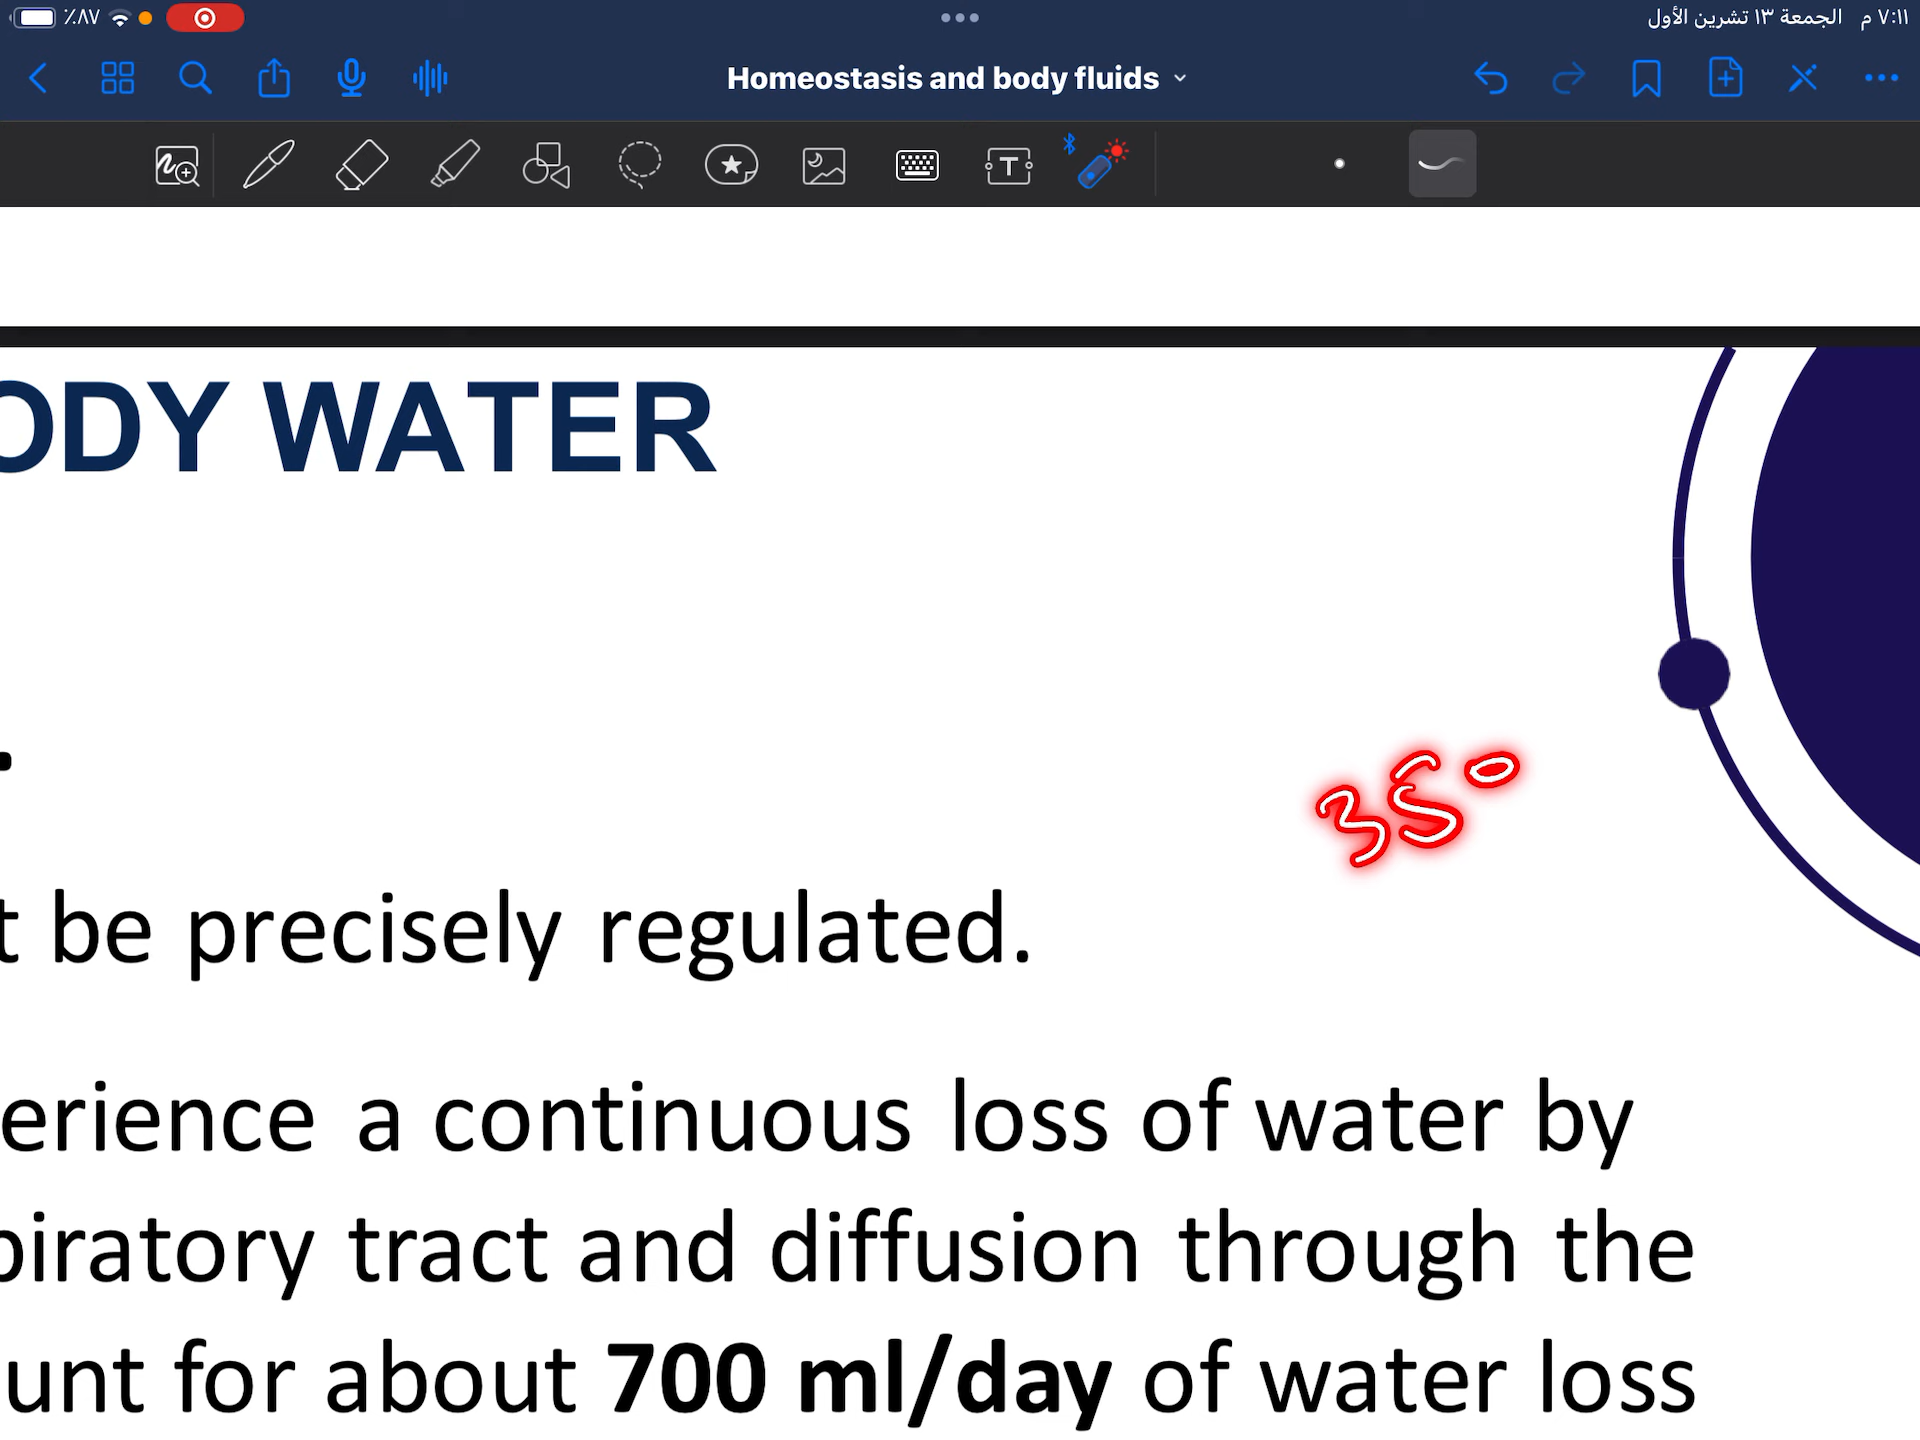 ٪٨٧ ٧:١١ م الجمعة ١٣ تشرين الأول
Homeostasis and body fluids
T
ODY WATER
.
350
t be precisely regulated.
erience a continuous loss of water by
piratory tract and diffusion through the
unt for about 700 ml/day of water loss